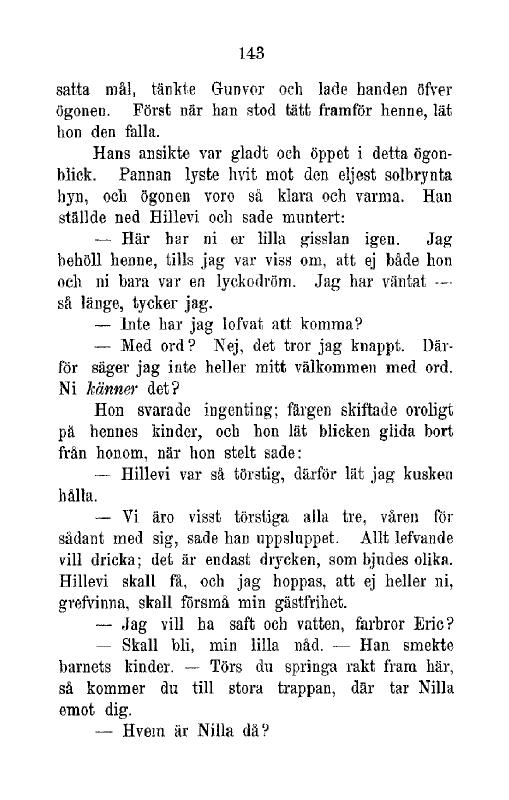 143
satta mål, tänkte Gunvor och lade handen öfver
ögonen. Först när han stod tätt framför henne, lät
hon den falla.
Hans ansikte var gladt och öppet i detta ögon-
blick. Pannan lyste hvit mot den eljest solbrynta
hyn, och ögonen voro så klara och varma. Han
ställde ned Hillevi och sade muntert:
— Här har ni er lilla gisslan igen. Jag
behöll henne, tills jag var viss om, att ej både hon
och ni bara var en lyckodröm. Jag har väntat —
så länge, tycker jag.
— Inte har jag lofvat att komma?
— Med ord? Nej, det tror jag knappt. Där-
för säger jag inte heller mitt välkommen med ord.
Ni känner det?
Hon svarade ingenting; färgen skiftade oroligt
på hennes kinder, och hon lät blicken glida bort
från honom, när hon stelt sade:
— Hillevi var så törstig, därför lät jag kusken
hålla.
— Vi äro visst törstiga alla tre, våren för
sådant med sig, sade han uppsluppet. Allt lefvande
vill dricka; det är endast drycken, som bjudes olika.
Hillevi skall få, och jag hoppas, att ej heller ni,
grefvinna, skall försmå min gästfrihet.
— Jag vill ha saft och vatten, farbror Eric?
— Skall bli, min lilla nåd. — Han smekte
barnets kinder. — Törs du springa rakt fram här,
så kommer du till stora trappan, där tar Nilla
emot dig.
— Hvem är Nilla då?